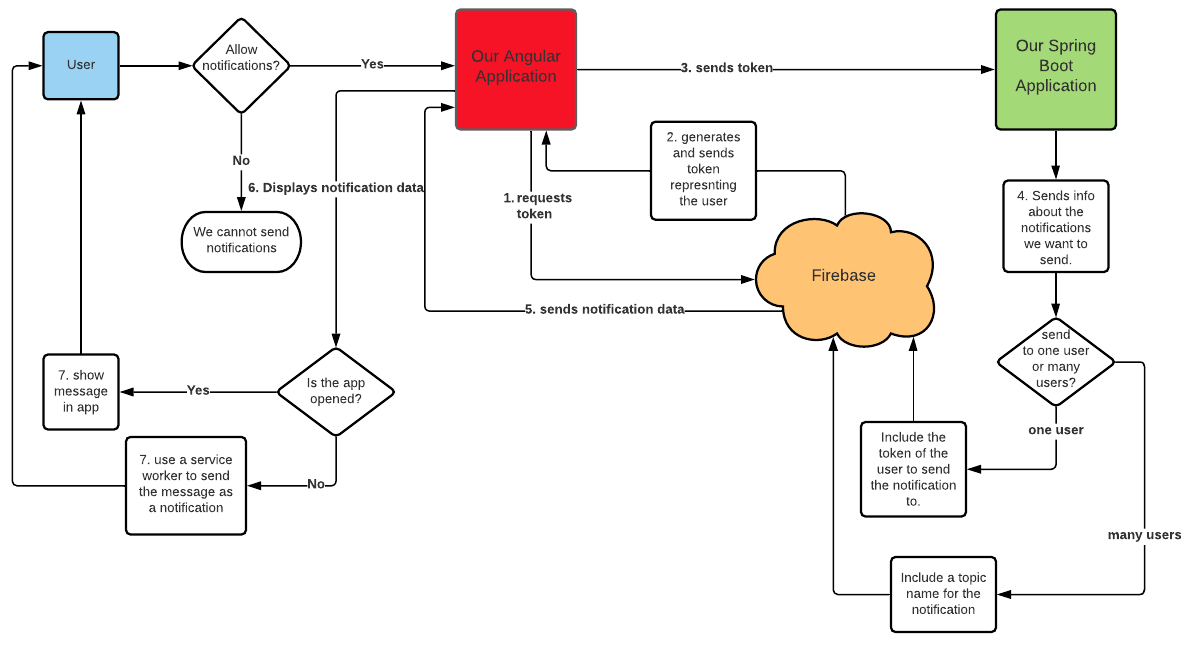 User
Allow
notifications?
Yes
Our Angular
Application
3. sends token
Our Spring
Boot
Application
No
6. Displays notification data
We cannot send
notifications
1. requests
token
2. generates
and sends
token
represnting
the user
4. Sends info
about the
notifications
we want to
send.
Firebase
5. sends notification data
send
to one user
or many
users?
7. show
message
in app
Yes
Is the app
opened?
one user
Include the
token of the
user to send
the notification
to.
7. use a service
worker to send
the message as
a notification
No
many users
Include a topic
name for the
notification